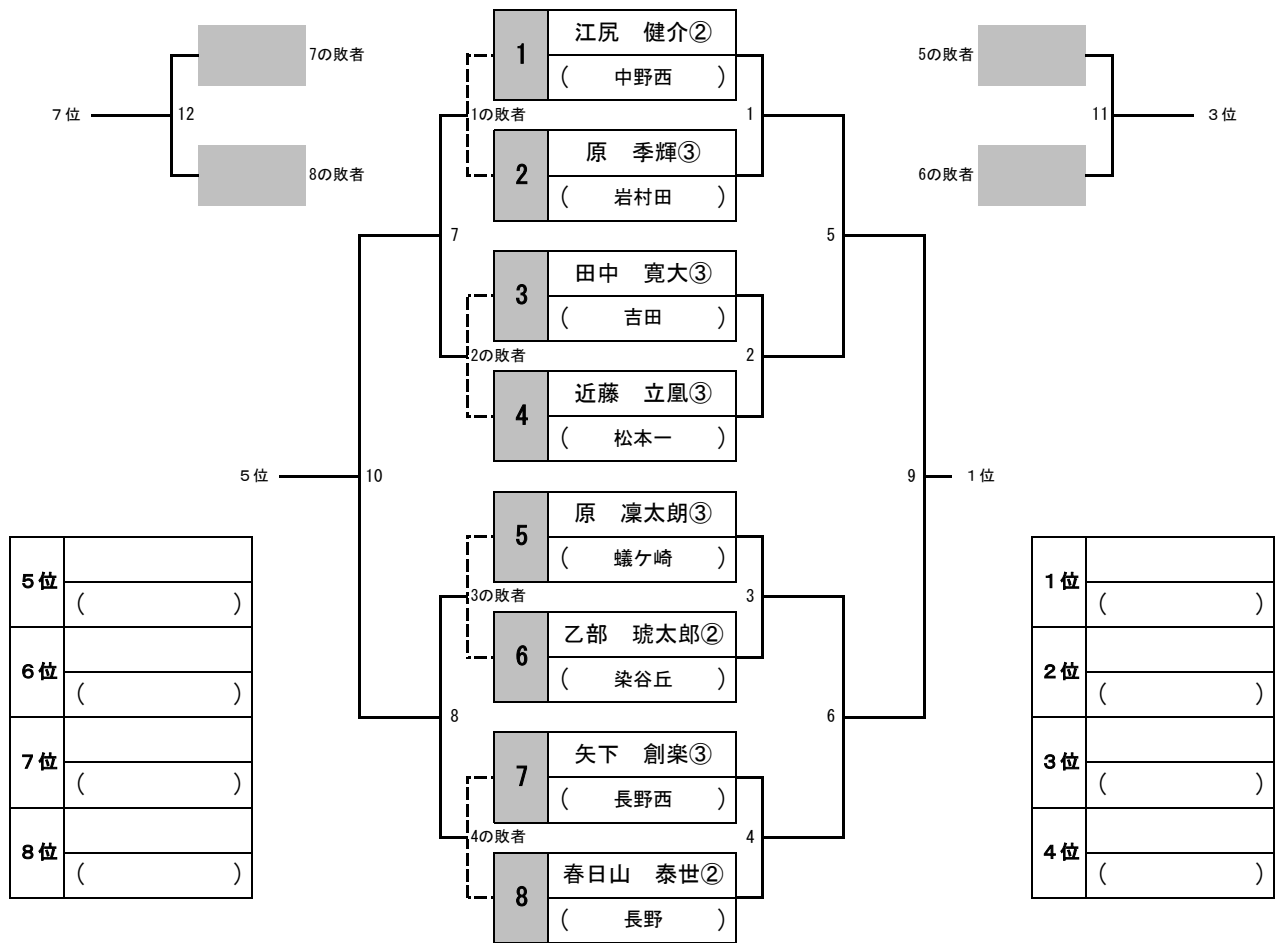 7の敗者
7位
12
8の敗者
1
江尻　健介②
(　中野西　)
1の敗者
1
2
原　季輝③
(　岩村田　)
5の敗者
11
3位
6の敗者
7
5
3
田中　寛大③
(　吉田　)
2の敗者
2
4
近藤　立凰③
(　松本一　)
5位
10
9
1位
5
原　凜太朗③
(　蟻ケ崎　)
3の敗者
3
6
乙部　琥太郎②
(　染谷丘　)
8
6
7
矢下　創楽③
(　長野西　)
4の敗者
4
8
春日山　泰世②
(　長野　)
5位
(　)
6位
(　)
7位
(　)
8位
(　)
1位
(　)
2位
(　)
3位
(　)
4位
(　)